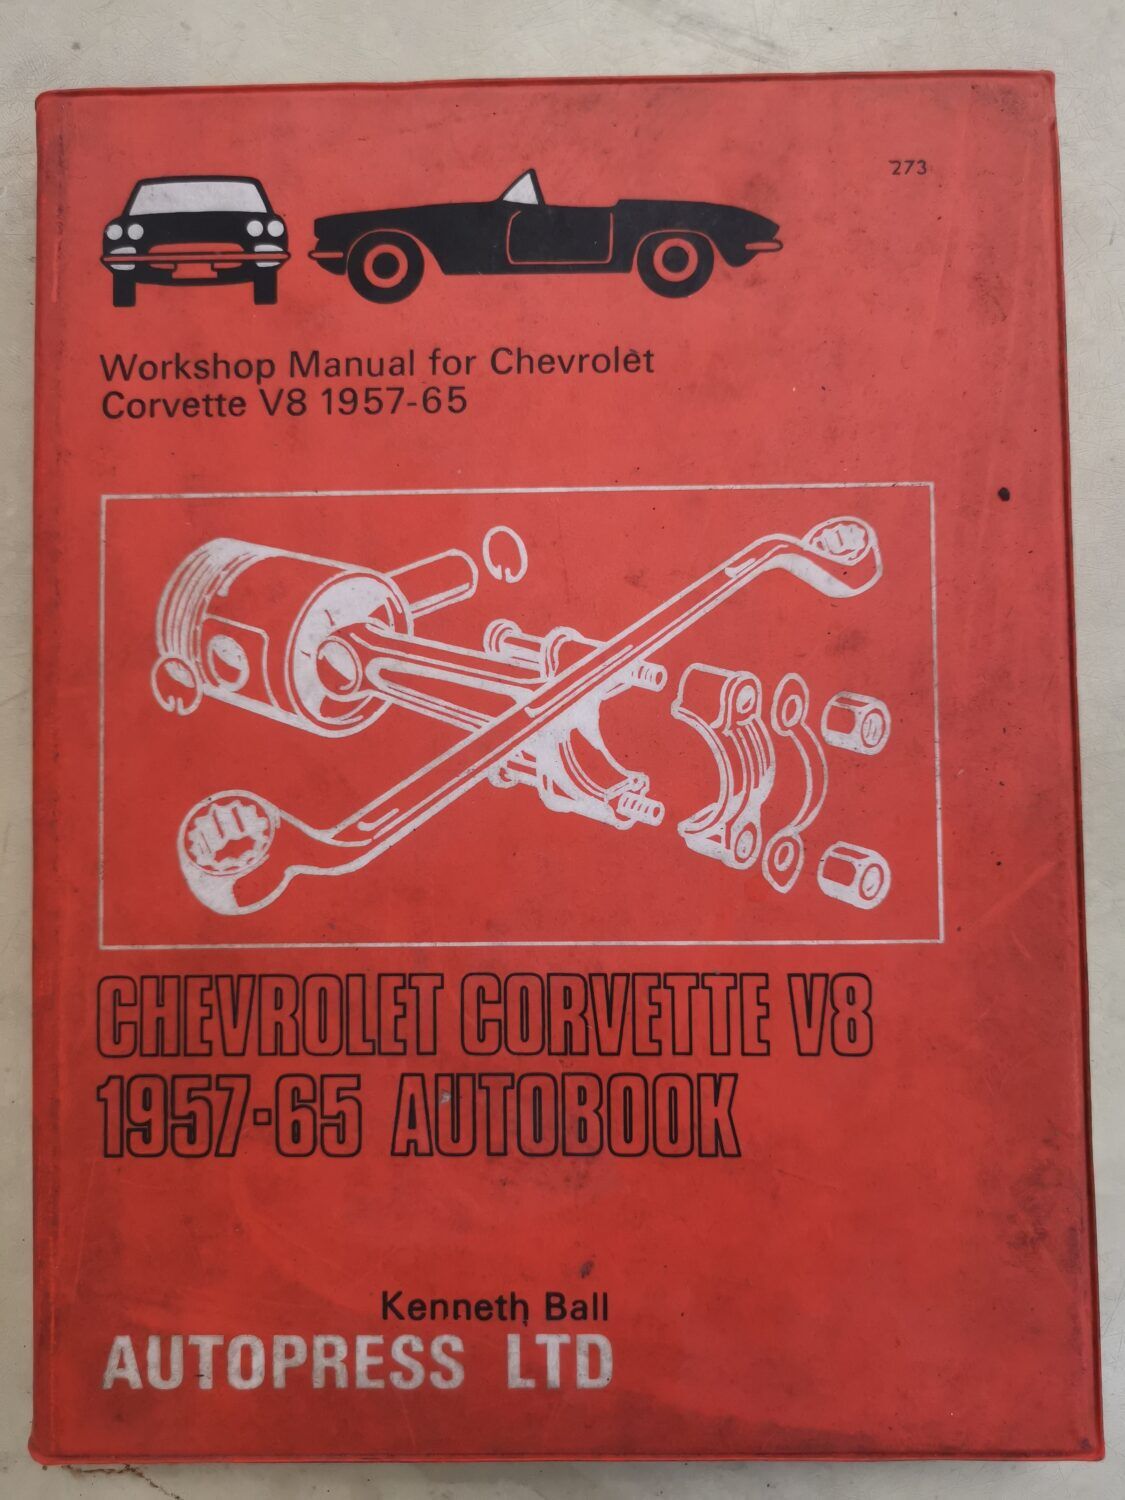 273
Workshop Manual for Chevrolet
Corvette V8 1957-65
CHEVROLET CORVETTE V8
1957-65 AUTOBOOK
Kenneth Ball
AUTOPRESS LTD